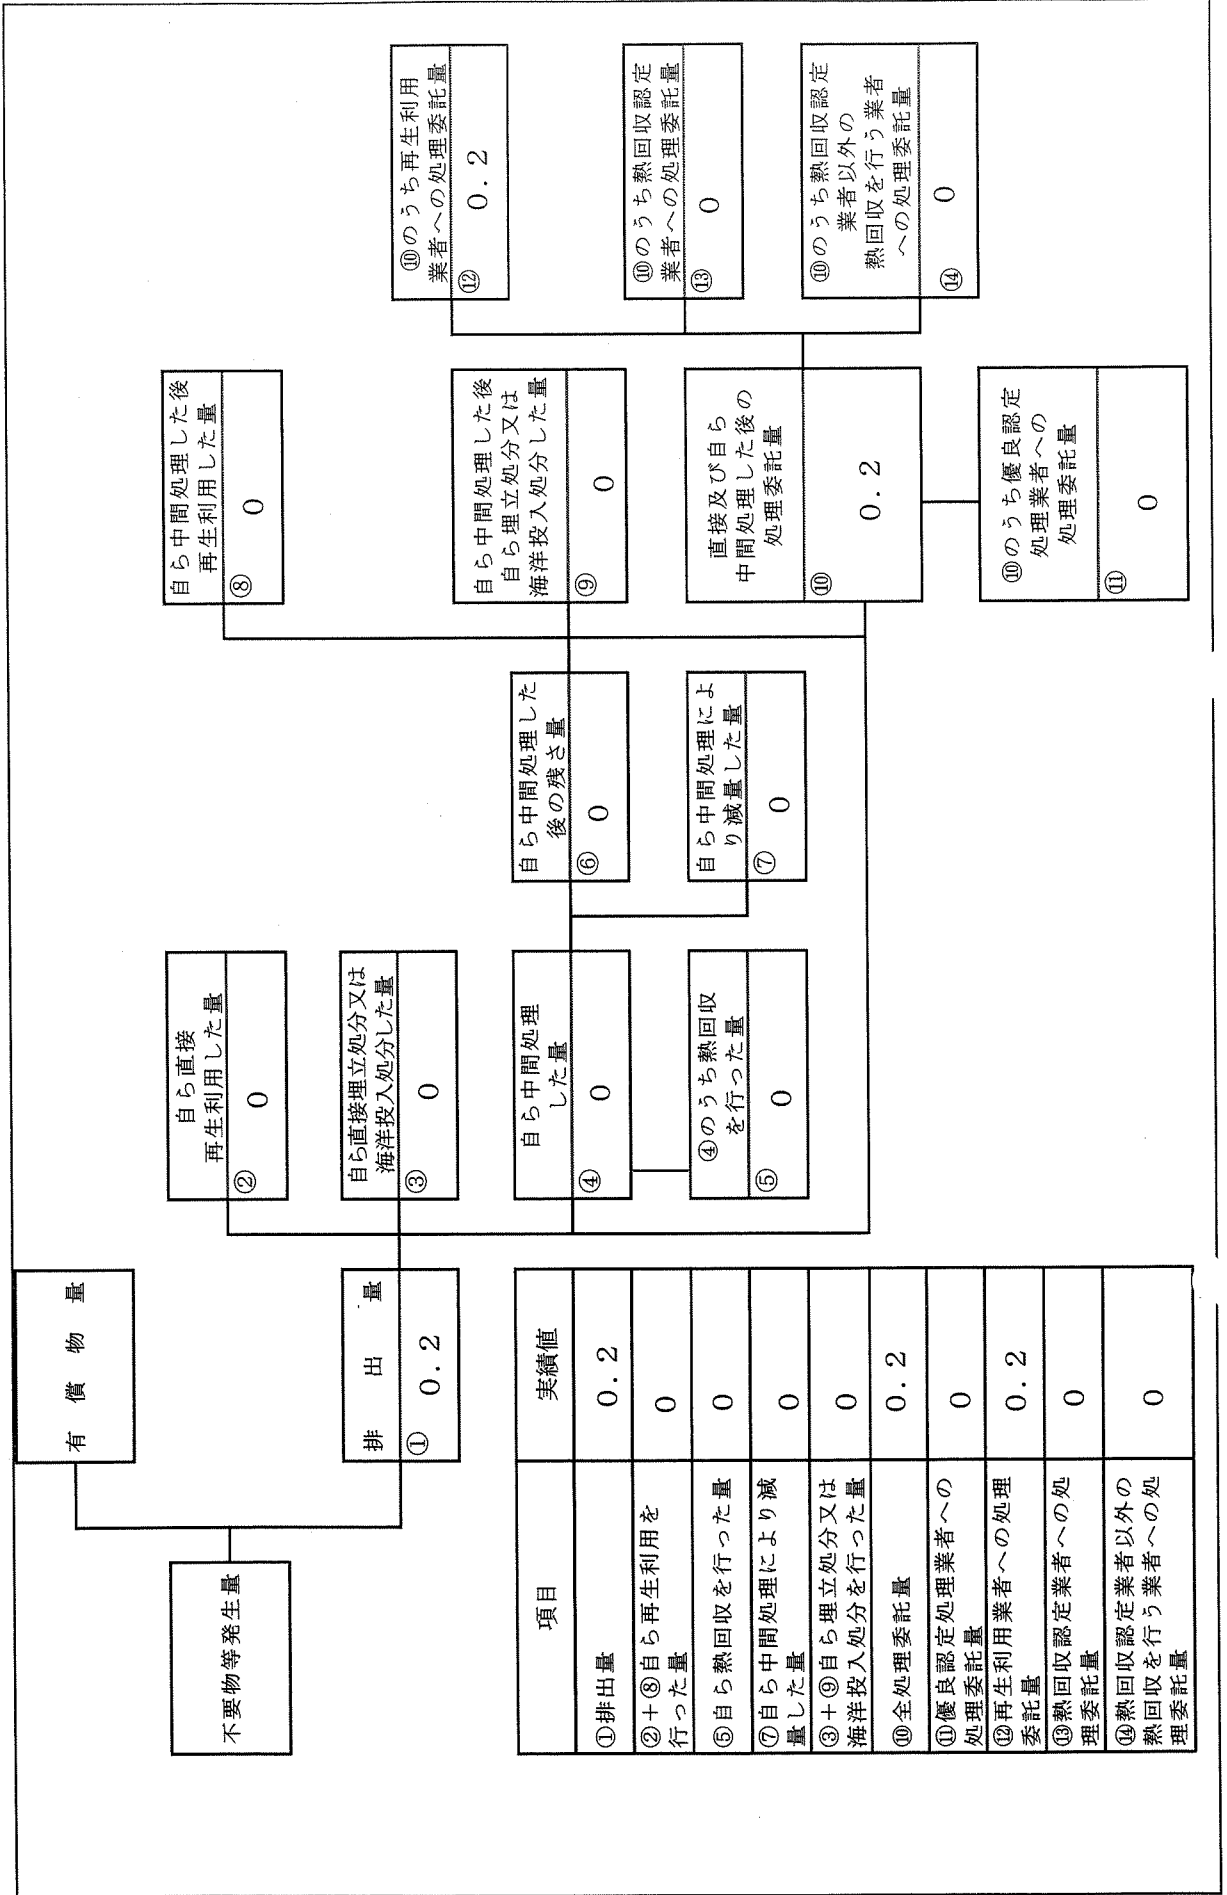 不要物等発生量
有償物量
排出量
① 0.2
自ら直接
再生利用した量
② 0
自ら直接埋立処分又は
海洋投入処分した量
③ 0
自ら中間処理
した量
④ 0
④のうち熱回収
を行った量
⑤ 0
自ら中間処理した
後の残さ量
⑥ 0
自ら中間処理によ
り減量した量
⑦ 0
自ら中間処理した後
再生利用した量
⑧ 0
自ら中間処理した後
自ら埋立処分又は
海洋投入処分した量
⑨ 0
直接及び自ら
中間処理した後の
処理委託量
⑩ 0.2
⑩のうち優良認定
処理業者への
処理委託量
⑪ 0
⑩のうち再生利用
業者への処理委託量
⑫ 0.2
⑩のうち熱回収認定
業者への処理委託量
⑬ 0
⑩のうち熱回収認定
業者以外の
熱回収を行う業者
への処理委託量
⑭ 0
項目 実績値
①排出量 0.2
②+⑧自ら再生利用を
行った量 0
⑤自ら熱回収を行った量 0
⑦自ら中間処理により減
量した量 0
③+⑨自ら埋立処分又は
海洋投入処分を行った量 0
⑩全処理委託量 0.2
⑪優良認定処理業者への
処理委託量 0
⑫再生利用業者への処理
委託量 0.2
⑬熱回収認定業者への処
理委託量 0
⑭熱回収認定業者以外の
熱回収を行う業者への処
理委託量 0